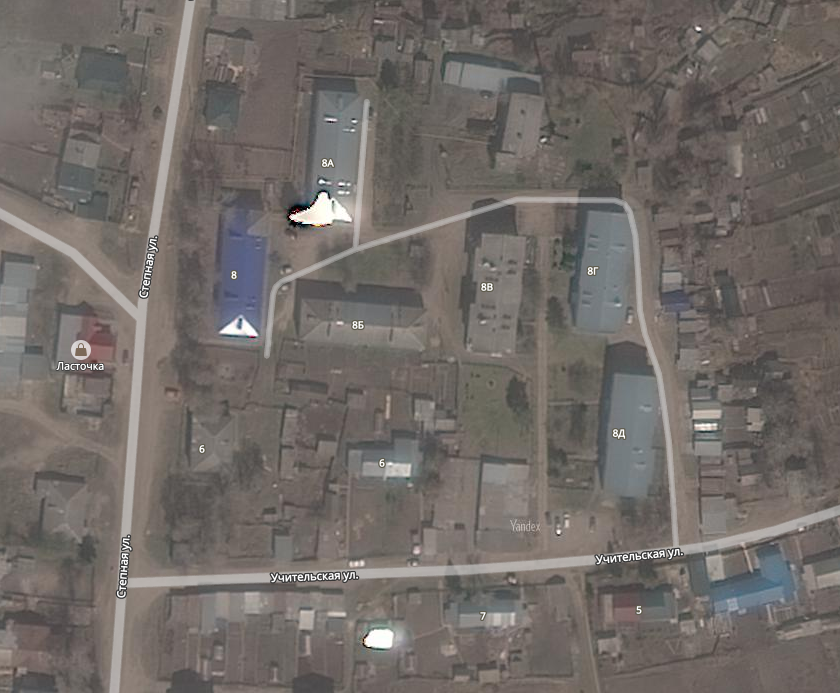 8А
Степная ул.
8
8Г
8В
8Б
Ласточка
8Д
6
6
Yandex
Степная ул.
Учительская ул.
Учительская ул.
5
7